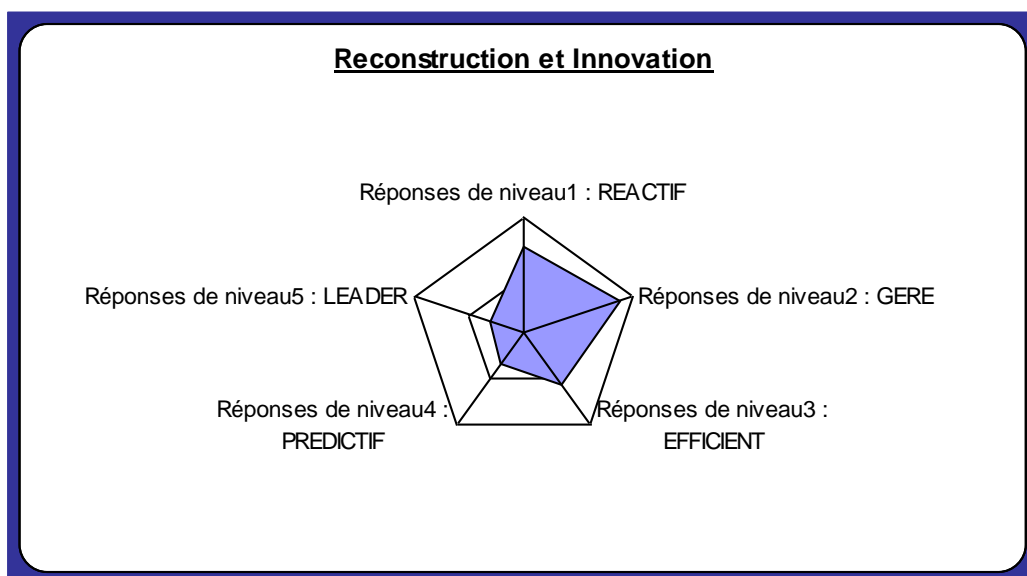 Reconstruction et Innovation
Réponses de niveau1 : REACTIF
Réponses de niveau5 : LEADER
Réponses de niveau2 : GERE
Réponses de niveau4 :
PREDICTIF
Réponses de niveau3 :
EFFICIENT